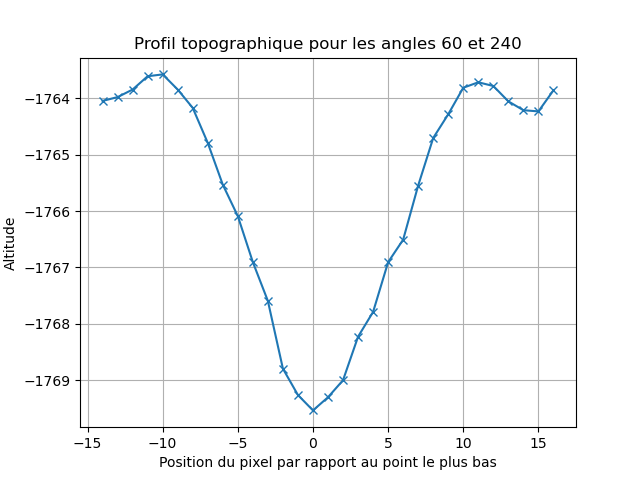 Profil topographique pour les angles 60 et 240
Altitude
−1764
−1765
−1766
−1767
−1768
−1769
−15 −10 −5 0 5 10 15
Position du pixel par rapport au point le plus bas